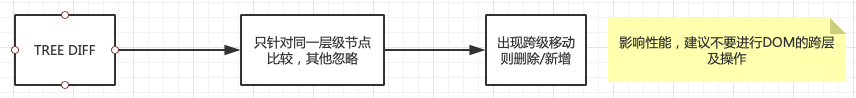 TREE DIFF
只针对同一层级节点
比较，其他忽略
出现跨级移动
则删除/新增
影响性能，建议不要进行DOM的跨层
及操作